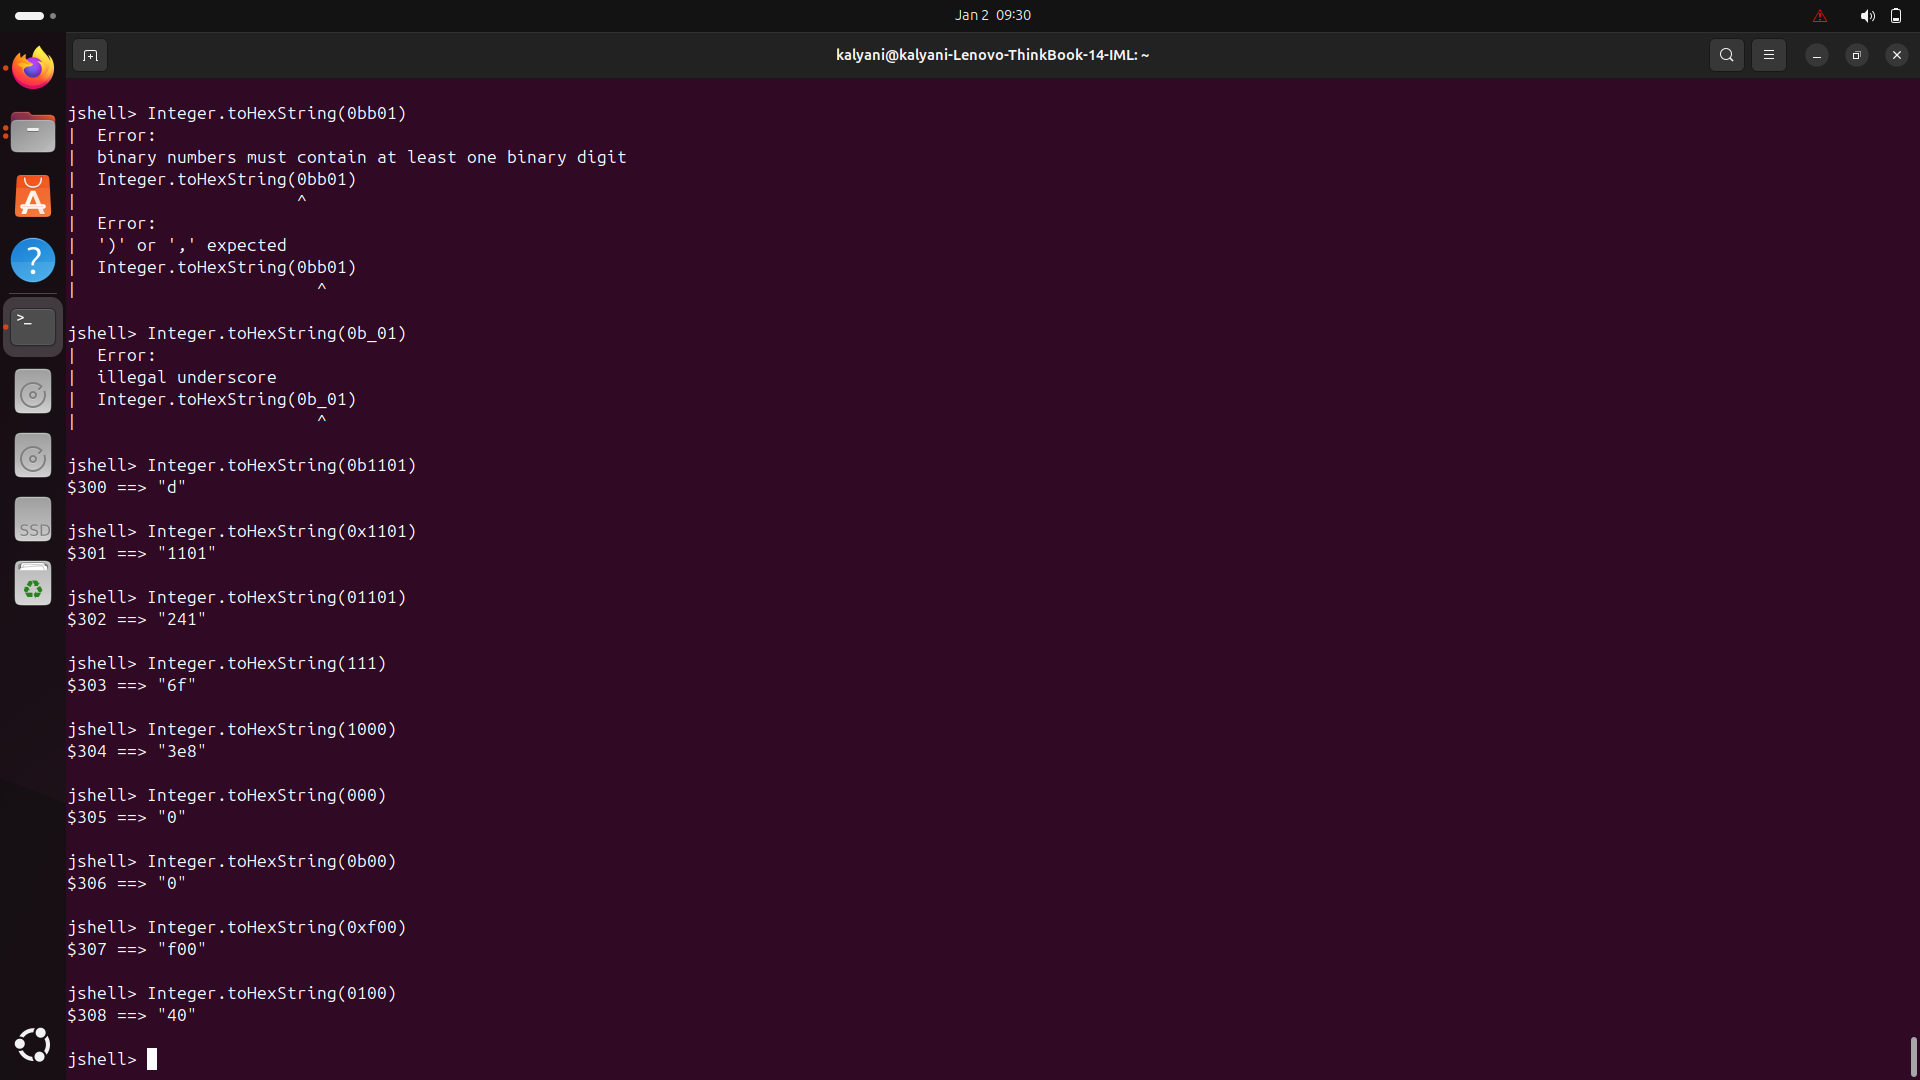 Jan 2 09:30
kalyani@kalyani-Lenovo-ThinkBook-14-IML: ~
jshell> Integer.toHexString(0bb01)
|  Error:
|  binary numbers must contain at least one binary digit
|  Integer.toHexString(0bb01)
|                      ^
|  Error:
|  ')' or ',' expected
|  Integer.toHexString(0bb01)
|                        ^
jshell> Integer.toHexString(0b_01)
|  Error:
|  illegal underscore
|  Integer.toHexString(0b_01)
|                        ^
jshell> Integer.toHexString(0b1101)
$300 ==> "d"
jshell> Integer.toHexString(0x1101)
$301 ==> "1101"
jshell> Integer.toHexString(01101)
$302 ==> "241"
jshell> Integer.toHexString(111)
$303 ==> "6f"
jshell> Integer.toHexString(1000)
$304 ==> "3e8"
jshell> Integer.toHexString(000)
$305 ==> "0"
jshell> Integer.toHexString(0b00)
$306 ==> "0"
jshell> Integer.toHexString(0xf00)
$307 ==> "f00"
jshell> Integer.toHexString(0100)
$308 ==> "40"
jshell>
SSD